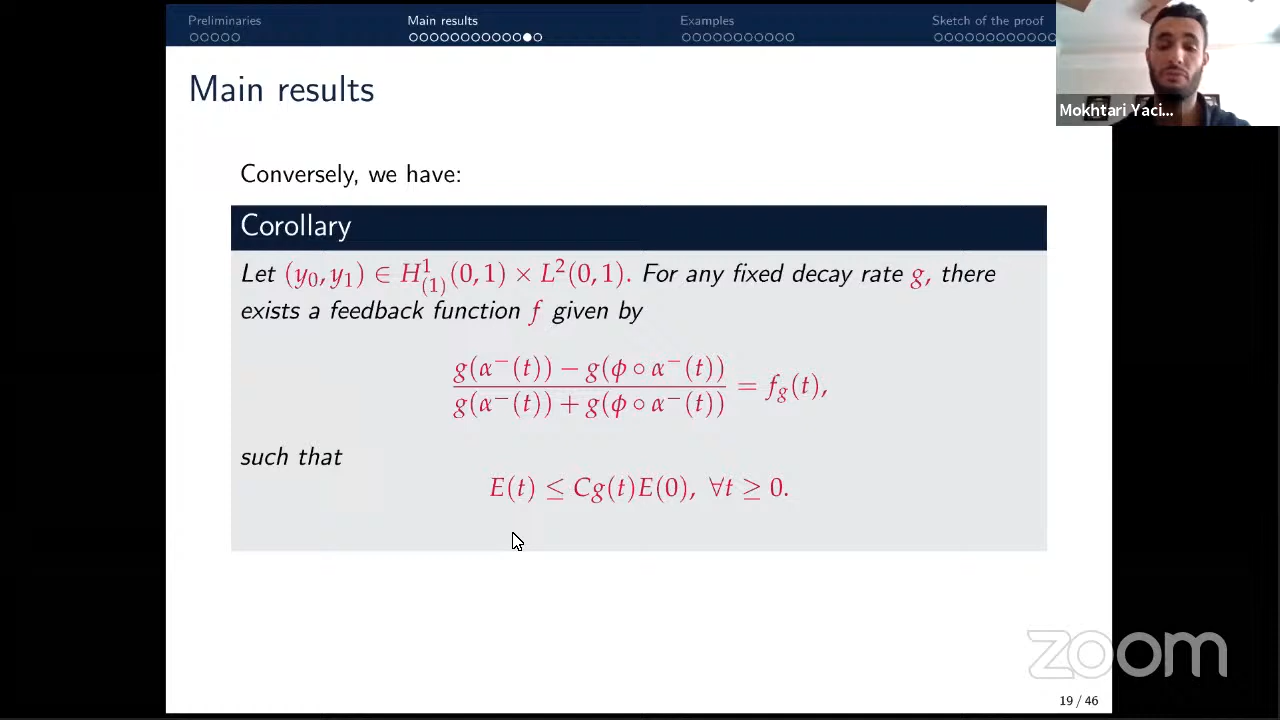 Preliminaries Main results Examples Sketch of the proof
Mokhtari Yaci...
Main results
Conversely, we have:
Corollary
Let (y₀, y₁) ∈ H¹₍₁₎(0, 1) × L²(0, 1). For any fixed decay rate g, there
exists a feedback function f given by
g(α⁻(t)) − g(ϕ ∘ α⁻(t))
g(α⁻(t)) + g(ϕ ∘ α⁻(t))
= f_g(t),
such that
E(t) ≤ Cg(t)E(0), ∀t ≥ 0.
zoom
19 / 46